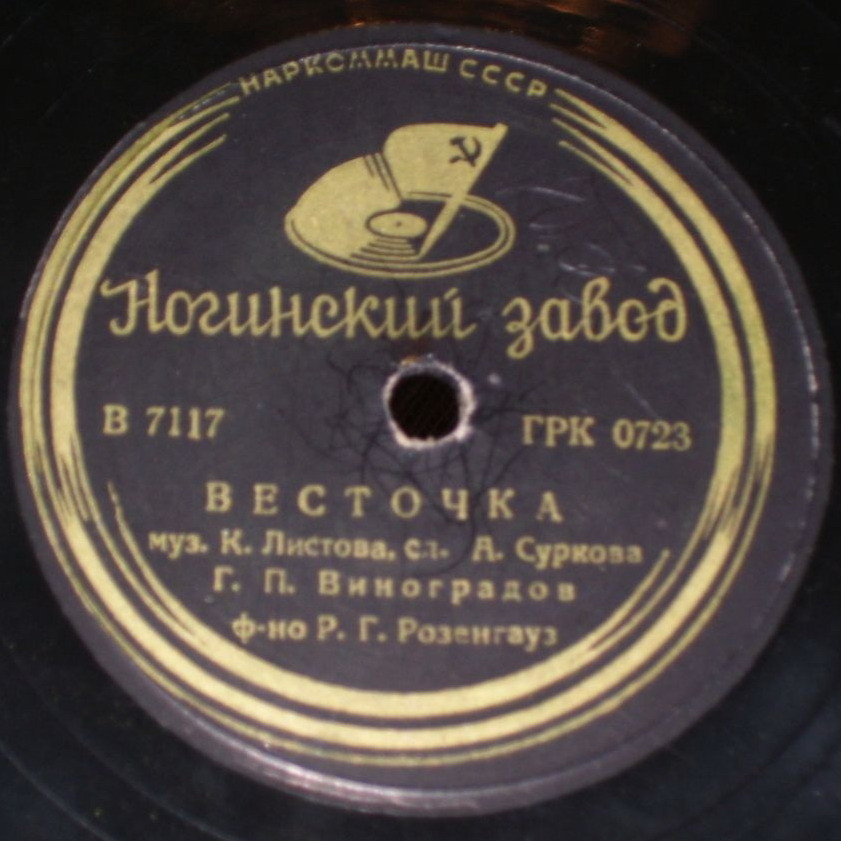 НАРКОММАШ СССР
Ногинский завод
В 7117 ГРК 0723
ВЕСТОЧКА
муз. К. Листова, сл. А. Суркова
Г. П. Виноградов
ф-но Р. Г. Розенгауз